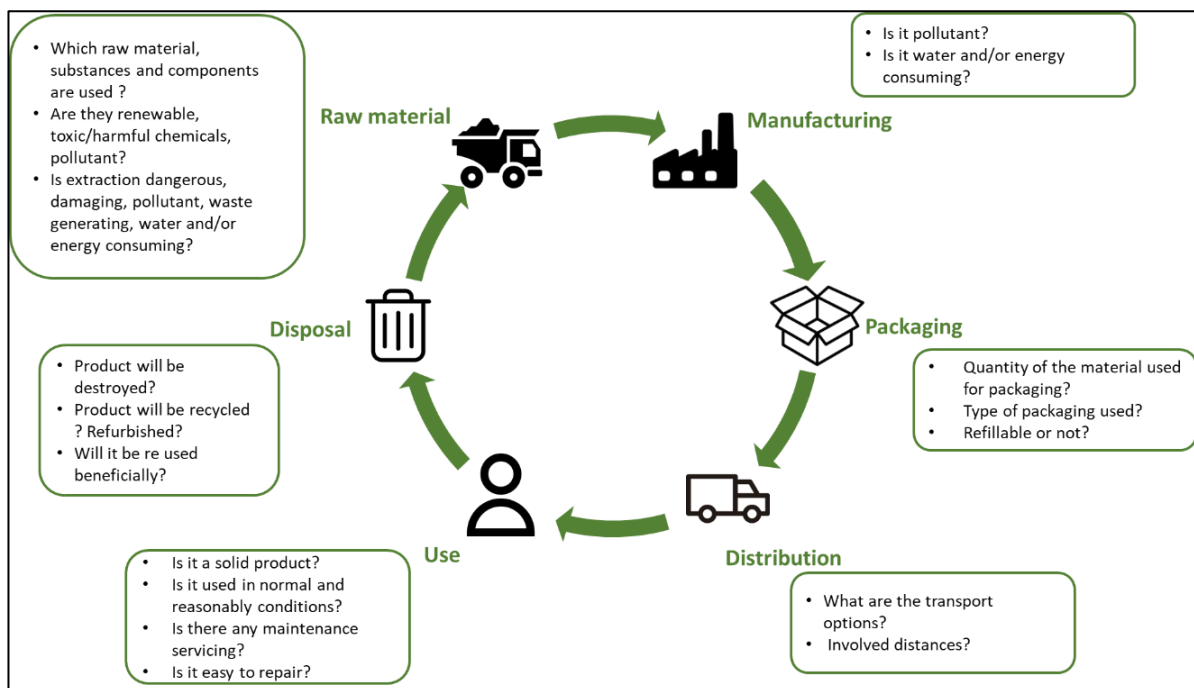 • Which raw material,
substances and components
are used ?
• Are they renewable,
toxic/harmful chemicals,
pollutant?
• Is extraction dangerous,
damaging, pollutant, waste
generating, water and/or
energy consuming?
Raw material
• Is it pollutant?
• Is it water and/or energy
consuming?
Manufacturing
Packaging
• Quantity of the material used
for packaging?
• Type of packaging used?
• Refillable or not?
Distribution
• What are the transport
options?
• Involved distances?
Use
• Is it a solid product?
• Is it used in normal and
reasonably conditions?
• Is there any maintenance
servicing?
• Is it easy to repair?
Disposal
• Product will be
destroyed?
• Product will be recycled
? Refurbished?
• Will it be re used
beneficially?